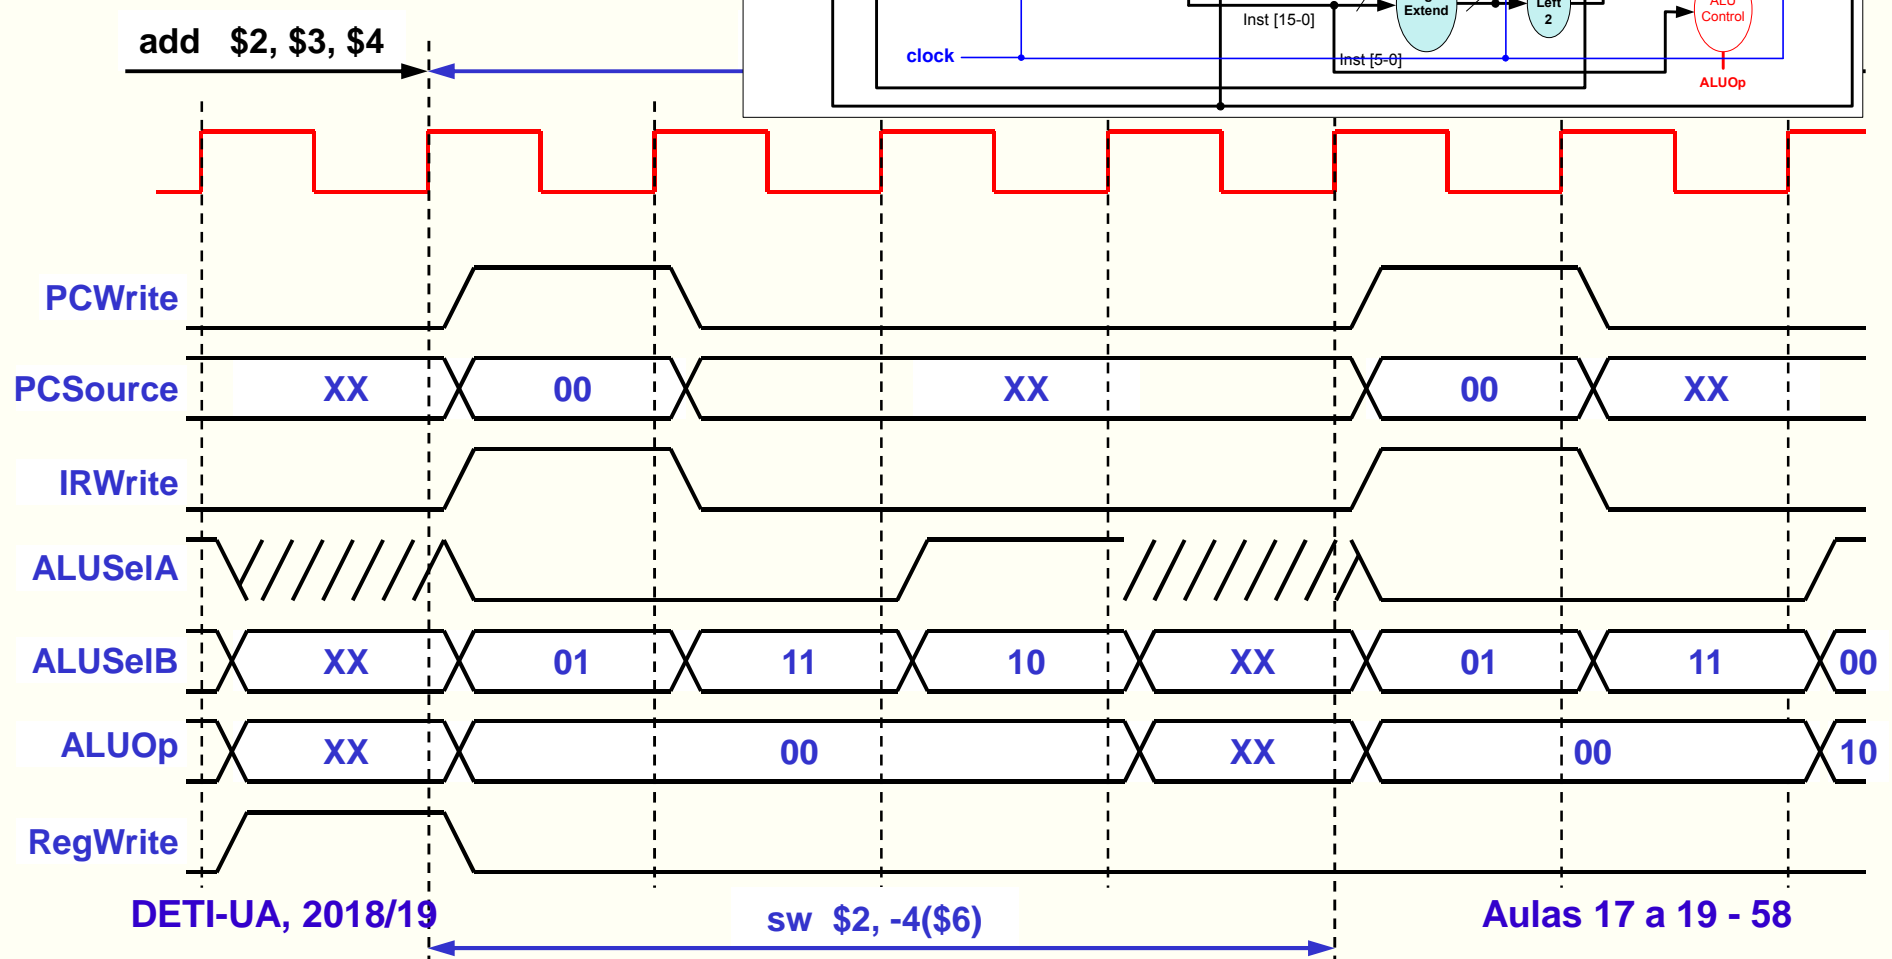 Extend
Left
2
ALU
Control
Inst [15-0]
add $2, $3, $4
clock
Inst [5-0]
ALUOp
PCWrite
PCSource XX 00 XX 00 XX
IRWrite
ALUSelA
ALUSelB XX 01 11 10 XX 01 11 00
ALUOp XX 00 XX 00 10
RegWrite
DETI-UA, 2018/19
sw $2, -4($6)
Aulas 17 a 19 - 58